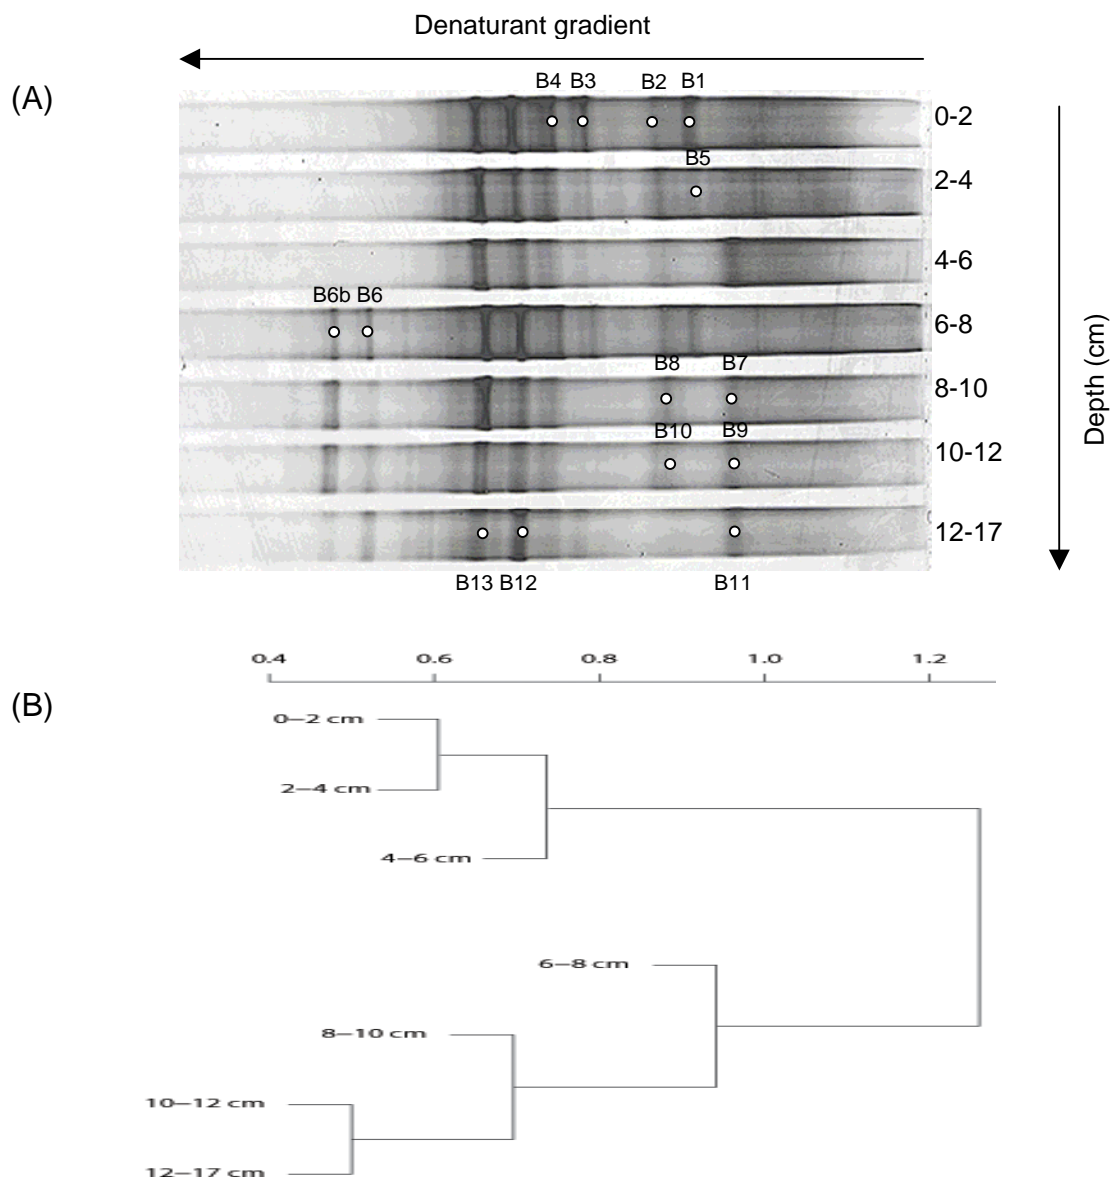 Denaturant gradient
(A)
B4 B3 B2 B1
0-2
B5
2-4
4-6
B6b B6
6-8
B8 B7
8-10
B10 B9
10-12
12-17
B13 B12 B11
Depth (cm)
0.4 0.6 0.8 1.0 1.2
(B)
0–2 cm
2–4 cm
4–6 cm
6–8 cm
8–10 cm
10–12 cm
12–17 cm